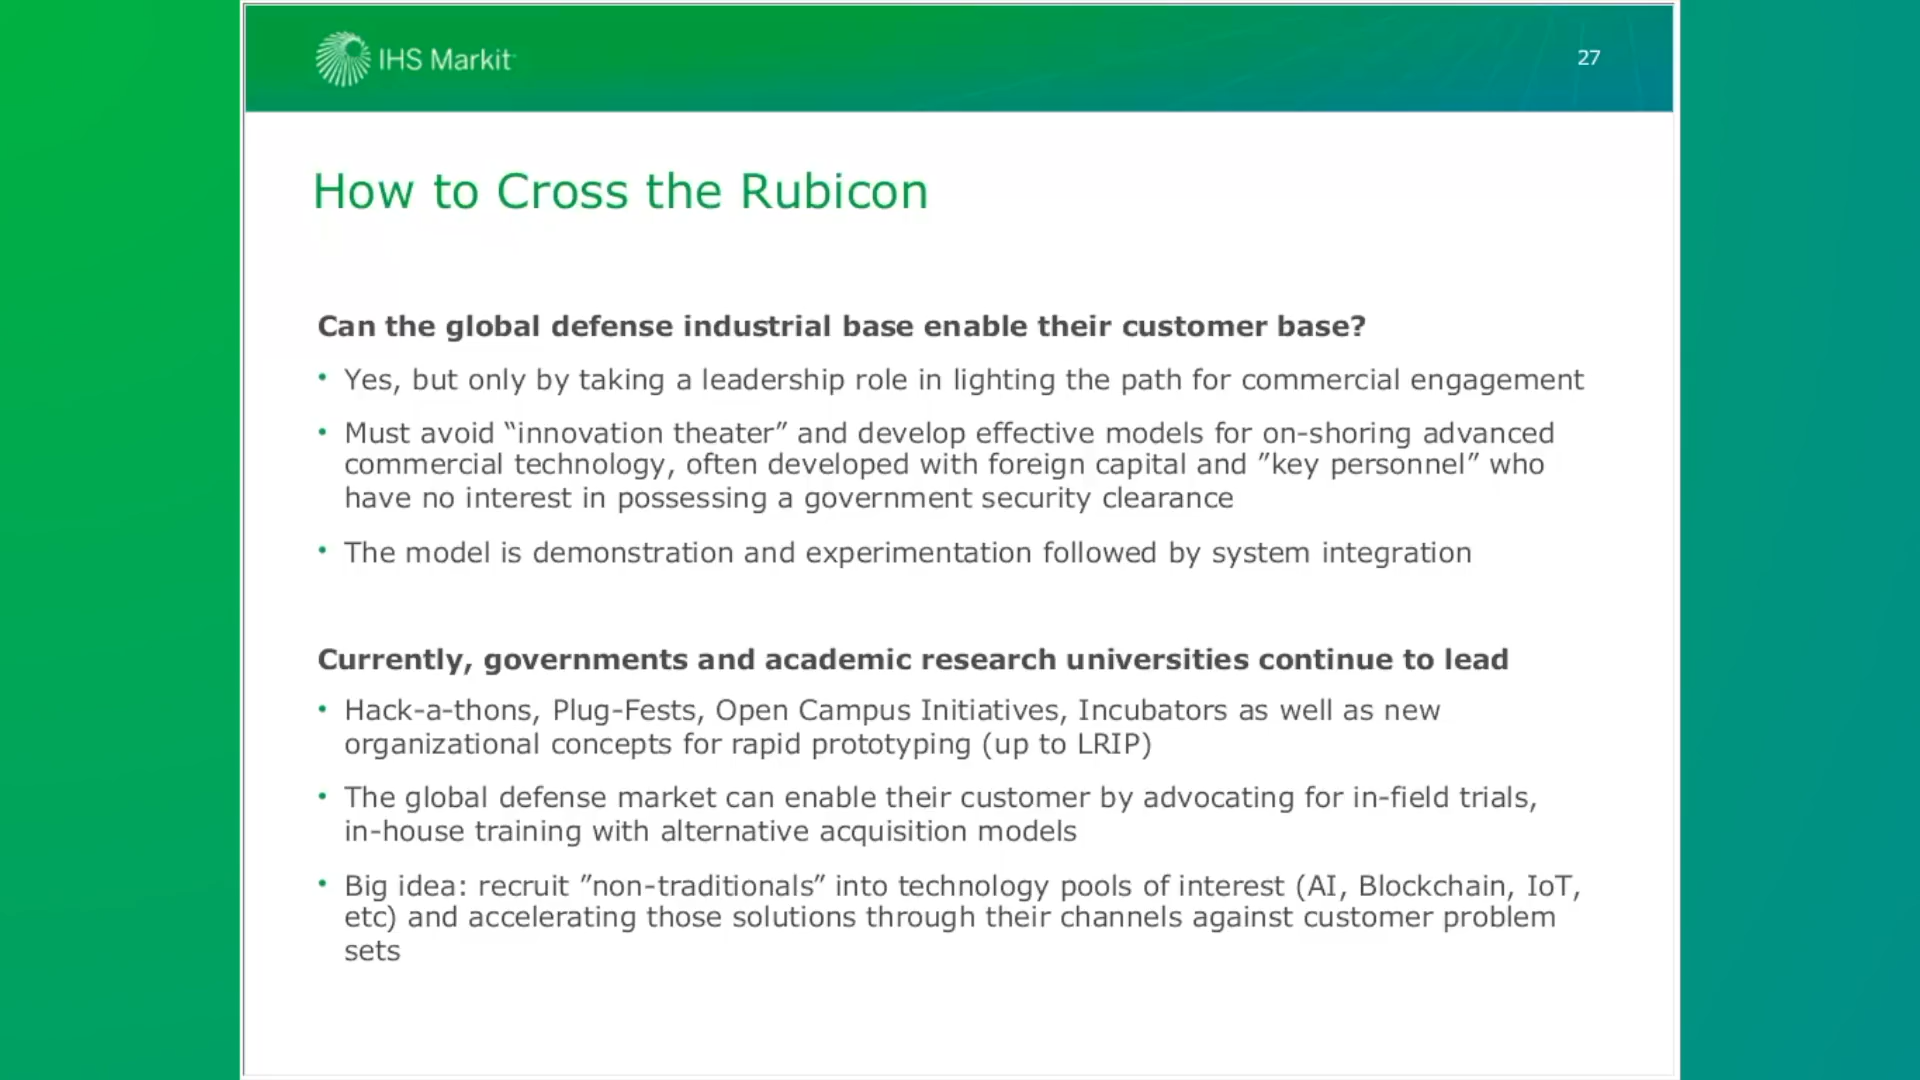 IHS Markit
27
How to Cross the Rubicon
Can the global defense industrial base enable their customer base?
• Yes, but only by taking a leadership role in lighting the path for commercial engagement
• Must avoid “innovation theater” and develop effective models for on-shoring advanced
commercial technology, often developed with foreign capital and ”key personnel” who
have no interest in possessing a government security clearance
• The model is demonstration and experimentation followed by system integration
Currently, governments and academic research universities continue to lead
• Hack-a-thons, Plug-Fests, Open Campus Initiatives, Incubators as well as new
organizational concepts for rapid prototyping (up to LRIP)
• The global defense market can enable their customer by advocating for in-field trials,
in-house training with alternative acquisition models
• Big idea: recruit ”non-traditionals” into technology pools of interest (AI, Blockchain, IoT,
etc) and accelerating those solutions through their channels against customer problem
sets